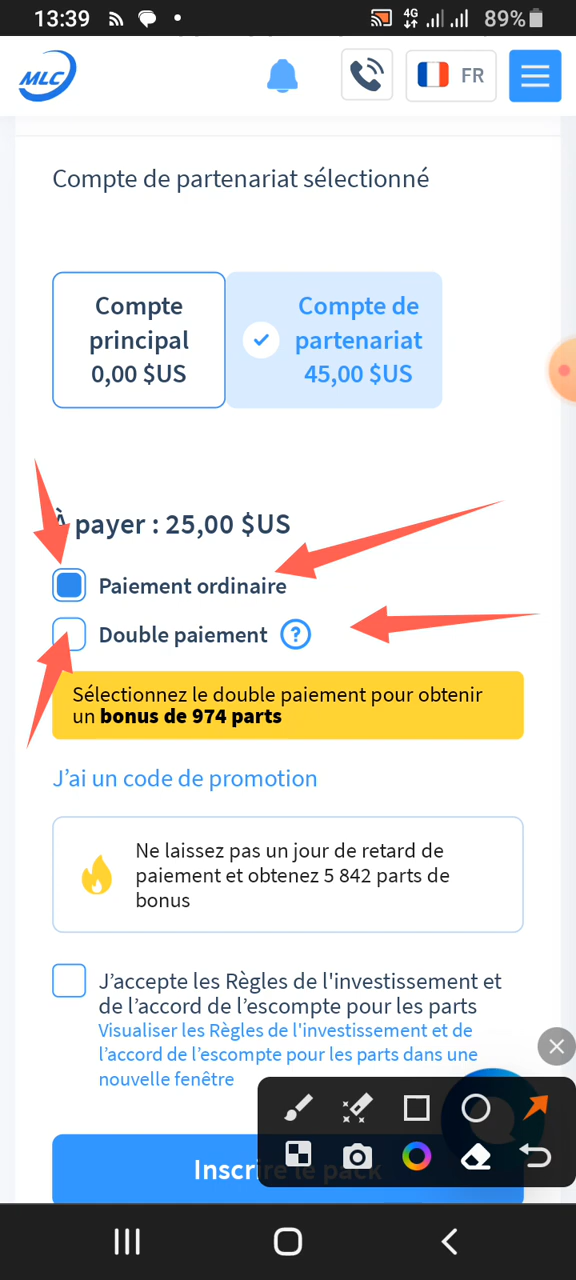 13:39
4G
89%
MLC
FR
Compte de partenariat sélectionné
Compte
principal
0,00 $US
Compte de
partenariat
45,00 $US
À payer : 25,00 $US
Paiement ordinaire
Double paiement ?
Sélectionnez le double paiement pour obtenir
un bonus de 974 parts
J'ai un code de promotion
Ne laissez pas un jour de retard de
paiement et obtenez 5 842 parts de
bonus
J'accepte les Règles de l'investissement et
de l'accord de l'escompte pour les parts
Visualiser les Règles de l'investissement et de
l'accord de l'escompte pour les parts dans une
nouvelle fenêtre
Inscrire le pack